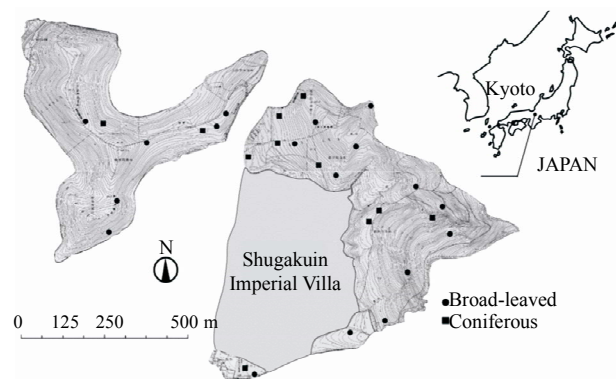 Kyoto
JAPAN
N
Shugakuin
Imperial Villa
Broad-leaved
Coniferous
0 125 250 500 m